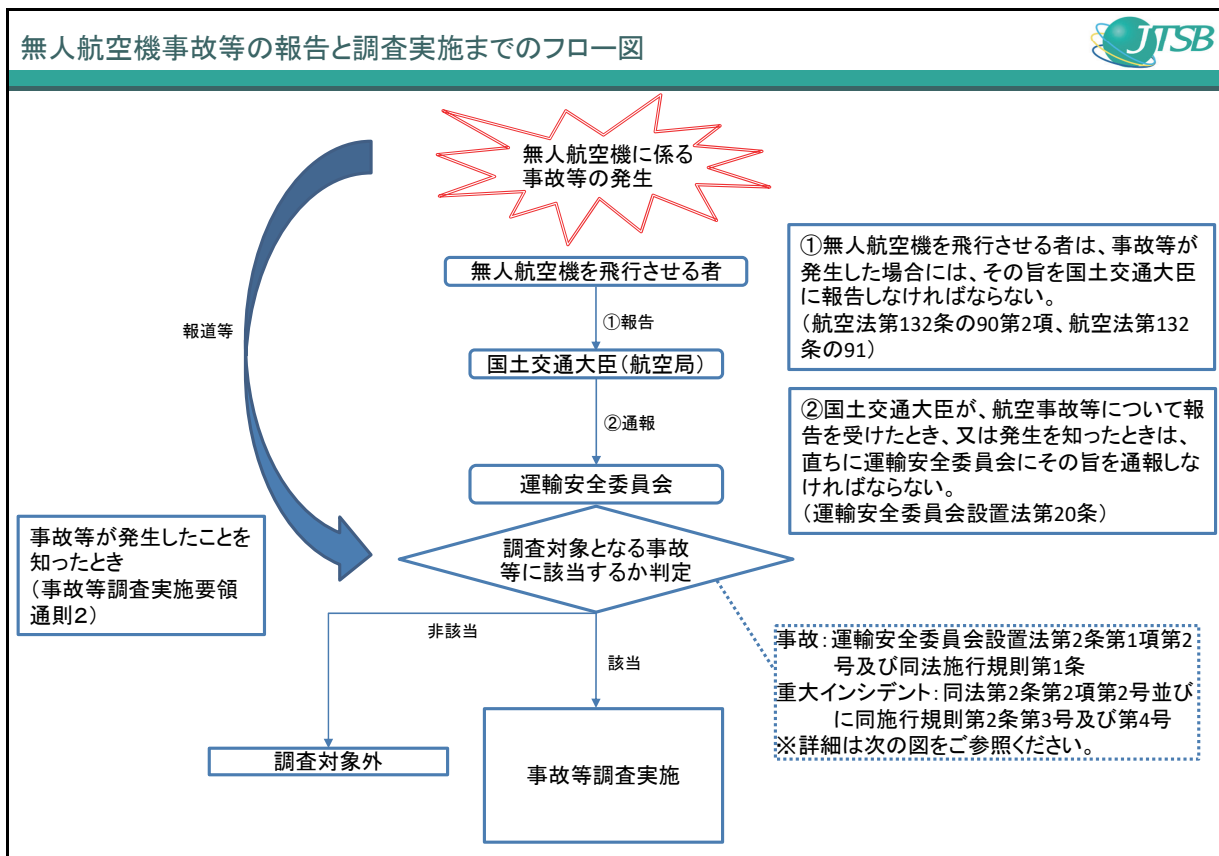 無人航空機事故等の報告と調査実施までのフロー図
JTSB
無人航空機に係る
事故等の発生
無人航空機を飛行させる者
①報告
国土交通大臣(航空局)
②通報
運輸安全委員会
報道等
①無人航空機を飛行させる者は、事故等が
発生した場合には、その旨を国土交通大臣
に報告しなければならない。
(航空法第132条の90第2項、航空法第132
条の91)
②国土交通大臣が、航空事故等について報
告を受けたとき、又は発生を知ったときは、
直ちに運輸安全委員会にその旨を通報しな
ければならない。
(運輸安全委員会設置法第20条)
事故等が発生したことを
知ったとき
(事故等調査実施要領
通則2)
調査対象となる事故
等に該当するか判定
非該当
該当
事故:運輸安全委員会設置法第2条第1項第2
号及び同法施行規則第1条
重大インシデント:同法第2条第2項第2号並び
に同施行規則第2条第3号及び第4号
※詳細は次の図をご参照ください。
調査対象外
事故等調査実施